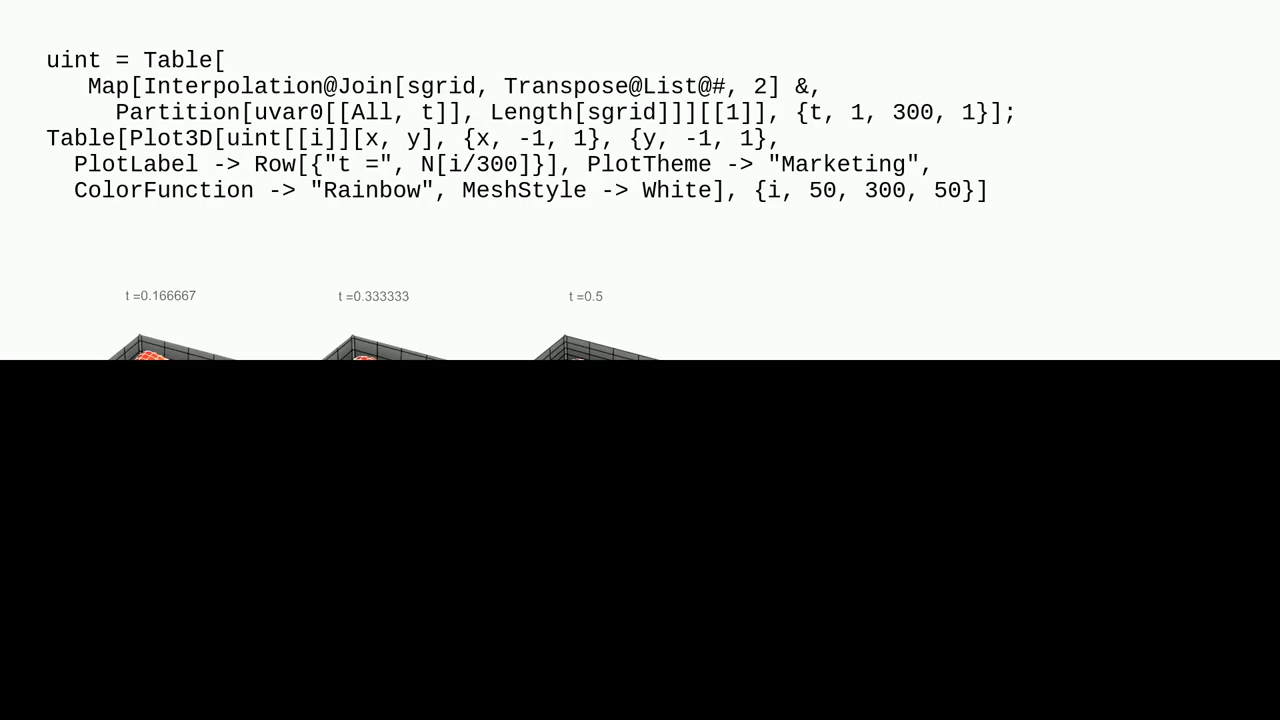 uint = Table[
Map[Interpolation@Join[sgrid, Transpose@List@#, 2] &,
Partition[uvar0[[All, t]], Length[sgrid]]][[1]], {t, 1, 300, 1}];
Table[Plot3D[uint[[i]][x, y], {x, -1, 1}, {y, -1, 1},
PlotLabel -> Row[{"t =", N[i/300]}], PlotTheme -> "Marketing",
ColorFunction -> "Rainbow", MeshStyle -> White], {i, 50, 300, 50}]
t =0.166667 t =0.333333 t =0.5